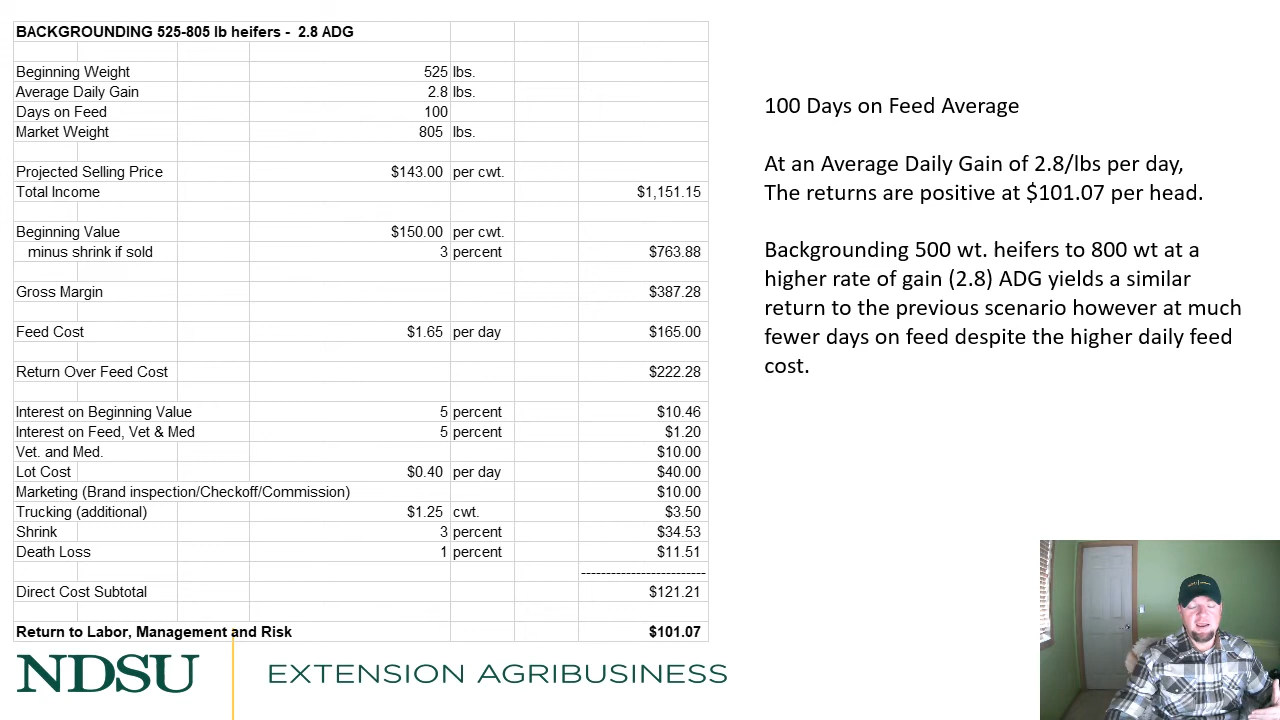 BACKGROUNDING 525-805 lb heifers - 2.8 ADG
Beginning Weight 525 lbs.
Average Daily Gain 2.8 lbs.
Days on Feed 100
Market Weight 805 lbs.
Projected Selling Price $143.00 per cwt.
Total Income $1,151.15
Beginning Value $150.00 per cwt.
minus shrink if sold 3 percent $763.88
Gross Margin $387.28
Feed Cost $1.65 per day $165.00
Return Over Feed Cost $222.28
Interest on Beginning Value 5 percent $10.46
Interest on Feed, Vet & Med 5 percent $1.20
Vet. and Med. $10.00
Lot Cost $0.40 per day $40.00
Marketing (Brand inspection/Checkoff/Commission) $10.00
Trucking (additional) $1.25 cwt. $3.50
Shrink 3 percent $34.53
Death Loss 1 percent $11.51
-------------------------
Direct Cost Subtotal $121.21
Return to Labor, Management and Risk $101.07
100 Days on Feed Average
At an Average Daily Gain of 2.8/lbs per day,
The returns are positive at $101.07 per head.
Backgrounding 500 wt. heifers to 800 wt at a
higher rate of gain (2.8) ADG yields a similar
return to the previous scenario however at much
fewer days on feed despite the higher daily feed
cost.
NDSU EXTENSION AGRIBUSINESS